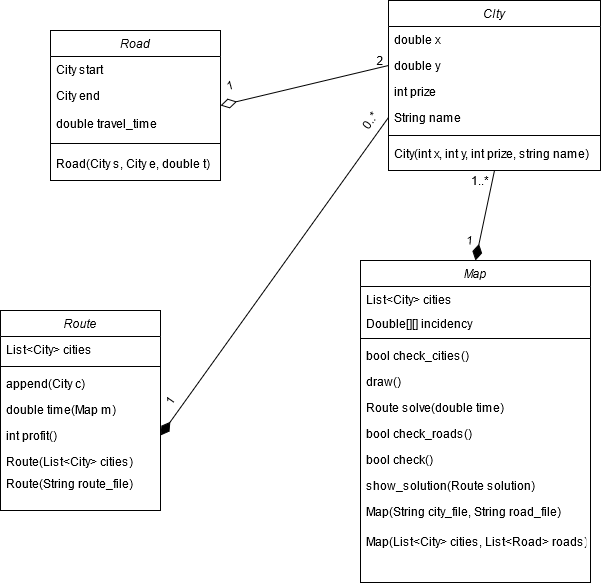 Road
City start
City end
double travel_time
Road(City s, City e, double t)
1
2
City
double x
double y
int prize
String name
City(int x, int y, int prize, string name)
0..*
1..*
1
Map
List<City> cities
Double[][] incidency
bool check_cities()
draw()
Route solve(double time)
bool check_roads()
bool check()
show_solution(Route solution)
Map(String city_file, String road_file)
Map(List<City> cities, List<Road> roads)
Route
List<City> cities
append(City c)
double time(Map m)
int profit()
Route(List<City> cities)
Route(String route_file)
1